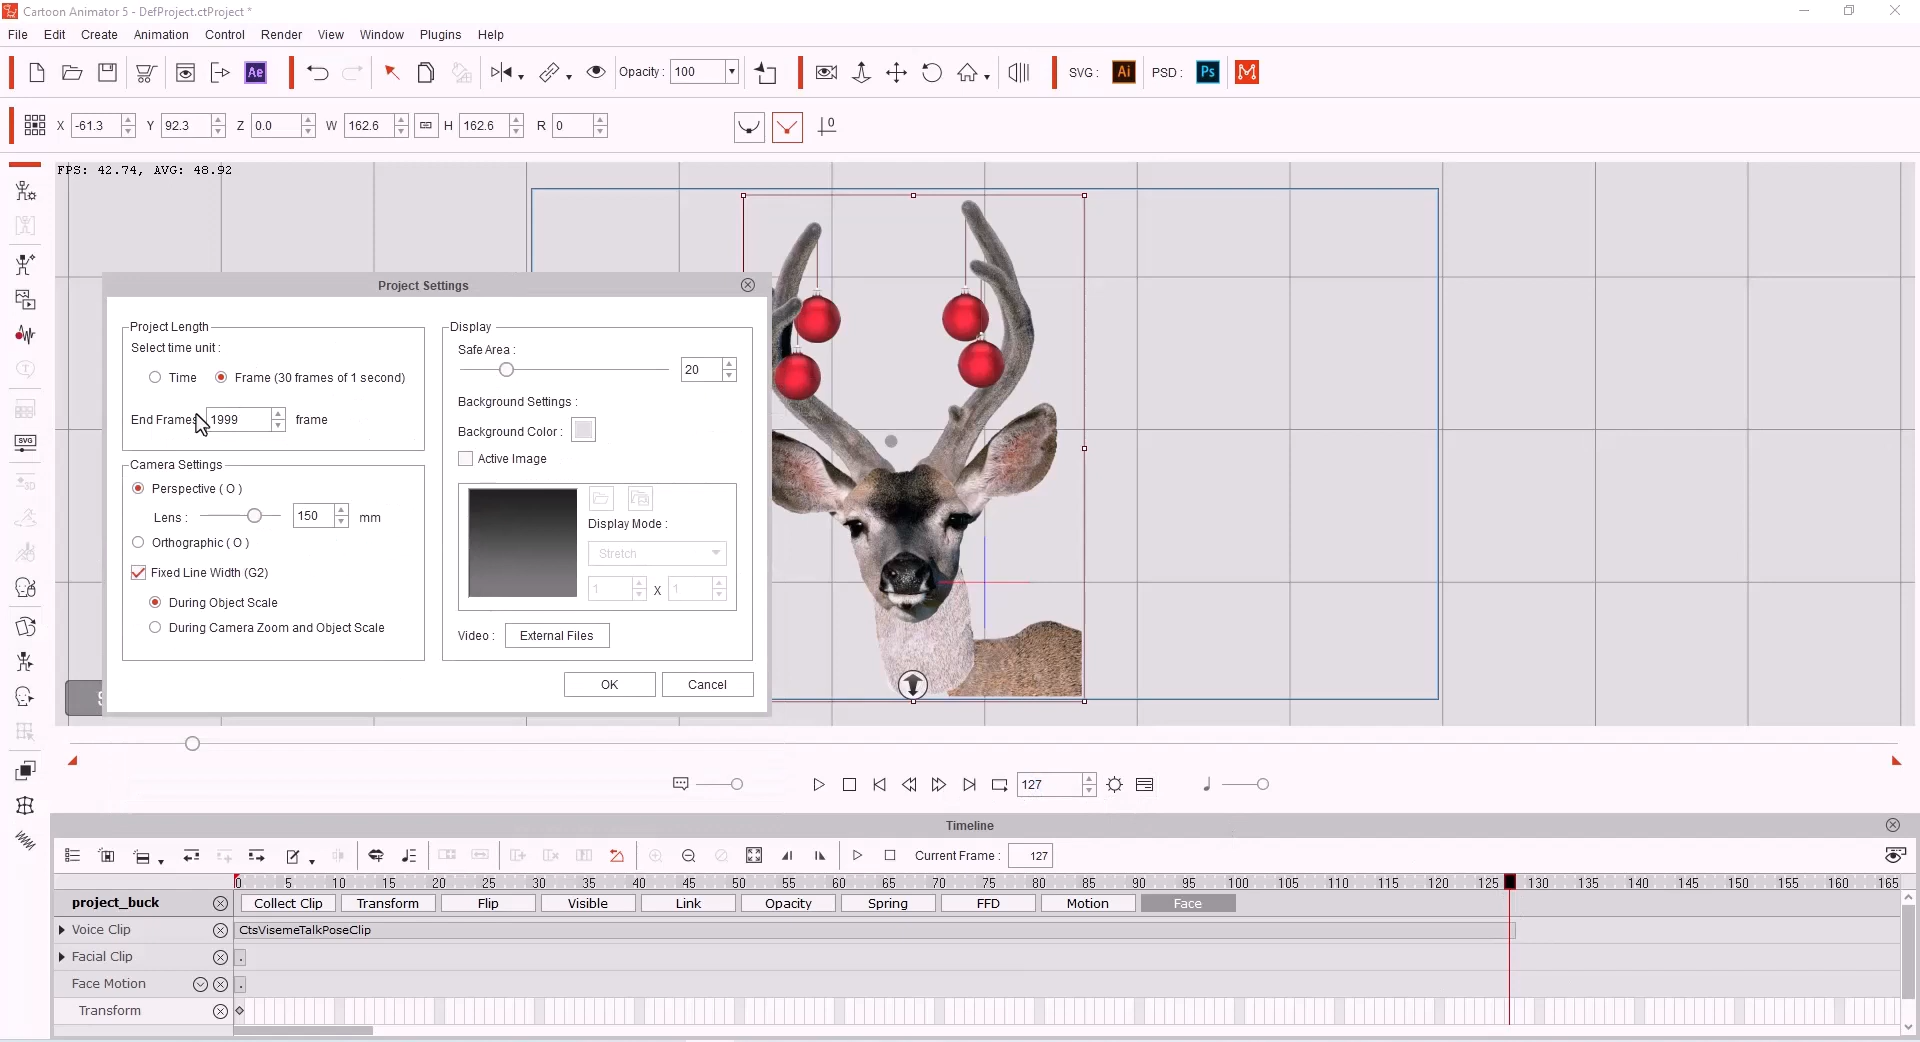 Cartoon Animator 5 - DefProject.ctProject *
File Edit Create Animation Control Render View Window Plugins Help
Ae Opacity : 100 SVG : Ai PSD : Ps
X -61.3 Y 92.3 Z 0.0 W 162.6 H 162.6 R 0 0
FPS: 42.74, AVG: 48.92
Project Settings
Project Length
Select time unit :
Time Frame (30 frames of 1 second)
End Frames 1999 frame
Camera Settings
Perspective ( O )
Lens : 150 mm
Orthographic ( O )
Fixed Line Width (G2)
During Object Scale
During Camera Zoom and Object Scale
Display
Safe Area : 20
Background Settings :
Background Color :
Active Image
Display Mode :
Stretch
1 X 1
Video : External Files
OK Cancel
SVG
127
Timeline
Current Frame : 127
0 5 10 15 20 25 30 35 40 45 50 55 60 65 70 75 80 85 90 95 100 105 110 115 120 125 130 135 140 145 150 155 160 165
project_buck Collect Clip Transform Flip Visible Link Opacity Spring FFD Motion Face
Voice Clip CtsVisemeTalkPoseClip
Facial Clip
Face Motion
Transform